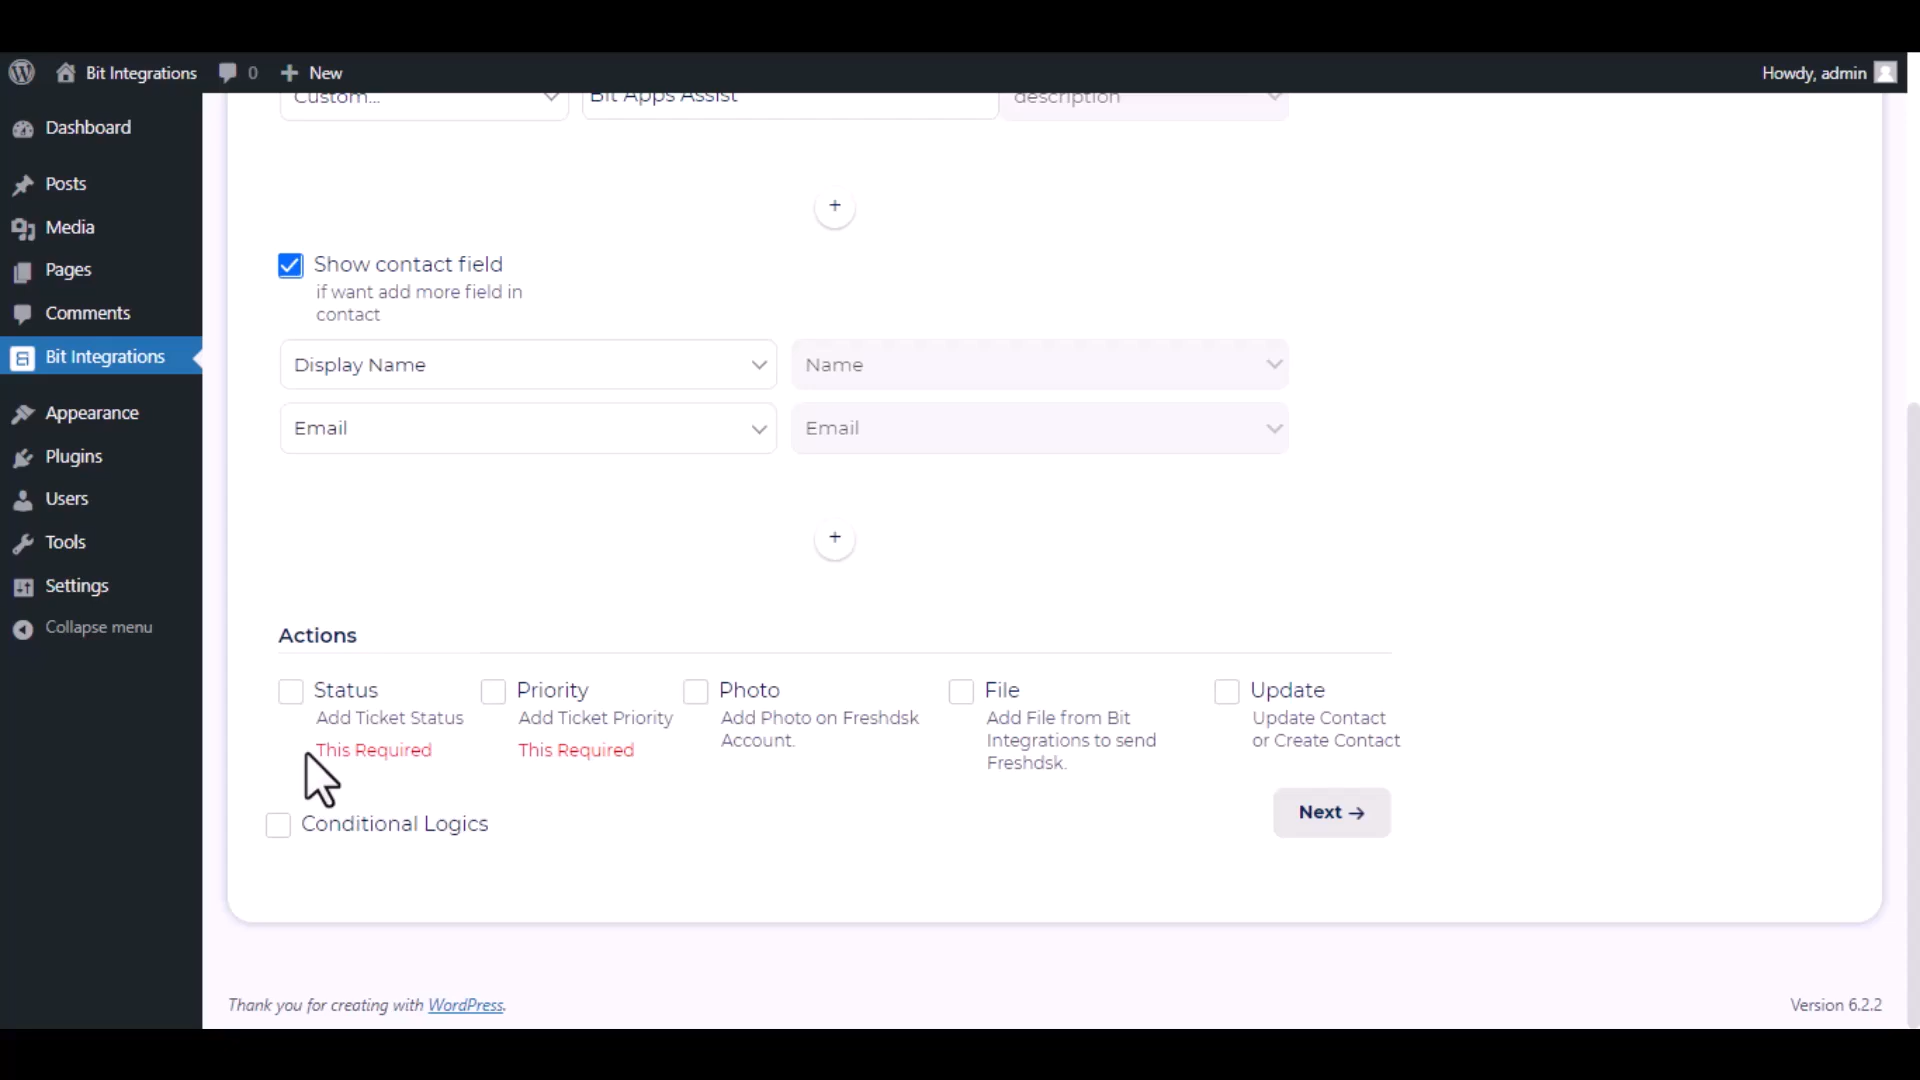 Bit Integrations
0
New
Howdy, admin
Custom...
Bit Apps Assist
description
Dashboard
Posts
Media
Pages
Comments
Bit Integrations
Appearance
Plugins
Users
Tools
Settings
Collapse menu
+
Show contact field
if want add more field in
contact
Display Name
Name
Email
Email
+
Actions
Status
Add Ticket Status
This Required
Priority
Add Ticket Priority
This Required
Photo
Add Photo on Freshdsk
Account.
File
Add File from Bit
Integrations to send
Freshdsk.
Update
Update Contact
or Create Contact
Conditional Logics
Next →
Thank you for creating with WordPress.
Version 6.2.2